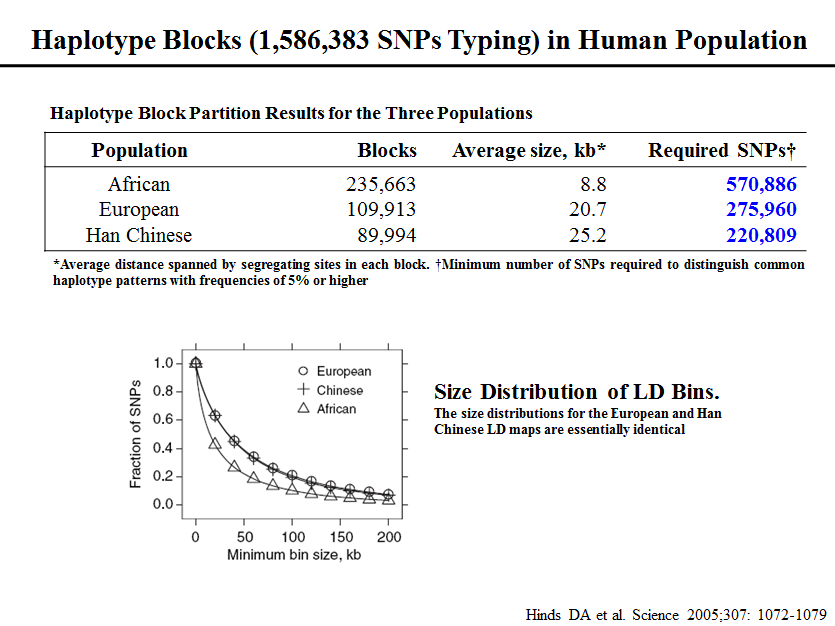 Haplotype Blocks (1,586,383 SNPs Typing) in Human Population
Haplotype Block Partition Results for the Three Populations
Population Blocks Average size, kb* Required SNPs†
African 235,663 8.8 570,886
European 109,913 20.7 275,960
Han Chinese 89,994 25.2 220,809
*Average distance spanned by segregating sites in each block. †Minimum number of SNPs required to distinguish common
haplotype patterns with frequencies of 5% or higher
Fraction of SNPs
1.0
0.8
0.6
0.4
0.2
0.0
European
Chinese
African
0 50 100 150 200
Minimum bin size, kb
Size Distribution of LD Bins.
The size distributions for the European and Han
Chinese LD maps are essentially identical
Hinds DA et al. Science 2005;307: 1072-1079